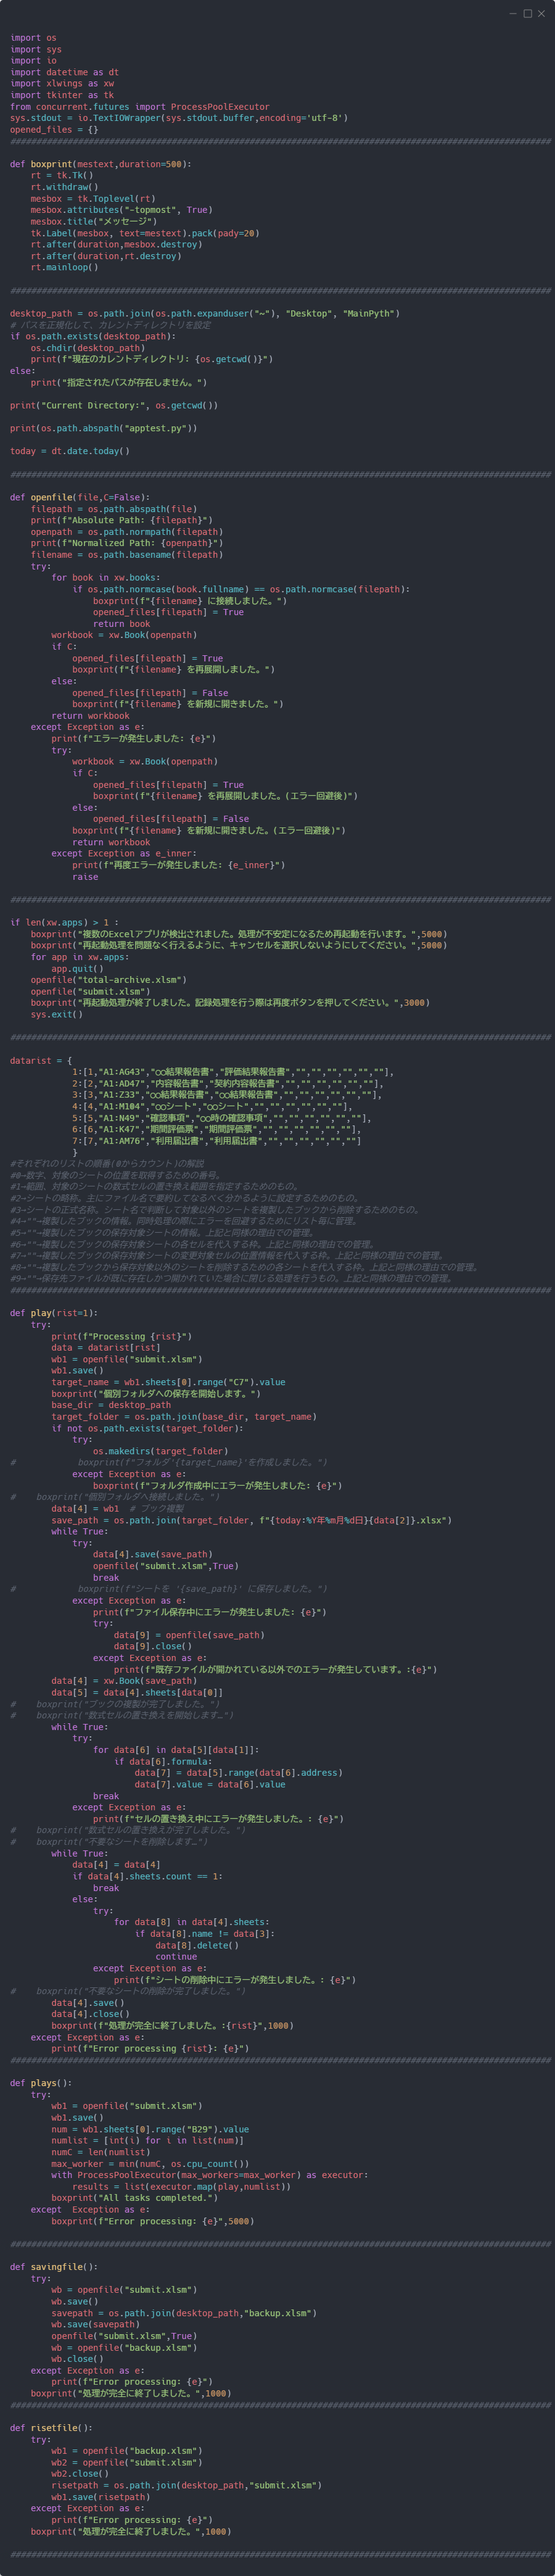 import os
import sys
import io
import datetime as dt
import xlwings as xw
import tkinter as tk
from concurrent.futures import ProcessPoolExecutor
sys.stdout = io.TextIOWrapper(sys.stdout.buffer,encoding='utf-8')
opened_files = {}
########################################################################################################

def boxprint(mestext,duration=500):
    rt = tk.Tk()
    rt.withdraw()
    mesbox = tk.Toplevel(rt)
    mesbox.attributes("-topmost", True)
    mesbox.title("メッセージ")
    tk.Label(mesbox, text=mestext).pack(pady=20)
    rt.after(duration,mesbox.destroy)
    rt.after(duration,rt.destroy)
    rt.mainloop()

########################################################################################################

desktop_path = os.path.join(os.path.expanduser("~"), "Desktop", "MainPyth")
# パスを正規化して、カレントディレクトリを設定
if os.path.exists(desktop_path):
    os.chdir(desktop_path)
    print(f"現在のカレントディレクトリ: {os.getcwd()}")
else:
    print("指定されたパスが存在しません。")

print("Current Directory:", os.getcwd())

print(os.path.abspath("apptest.py"))

today = dt.date.today()

########################################################################################################

def openfile(file,C=False):
    filepath = os.path.abspath(file)
    print(f"Absolute Path: {filepath}")
    openpath = os.path.normpath(filepath)
    print(f"Normalized Path: {openpath}")
    filename = os.path.basename(filepath)
    try:
        for book in xw.books:
            if os.path.normcase(book.fullname) == os.path.normcase(filepath):
                boxprint(f"{filename} に接続しました。")
                opened_files[filepath] = True
                return book
        workbook = xw.Book(openpath)
        if C:
            opened_files[filepath] = True
            boxprint(f"{filename} を再展開しました。")
        else:
            opened_files[filepath] = False
            boxprint(f"{filename} を新規に開きました。")
        return workbook
    except Exception as e:
        print(f"エラーが発生しました: {e}")
        try:
            workbook = xw.Book(openpath)
            if C:
                opened_files[filepath] = True
                boxprint(f"{filename} を再展開しました。(エラー回避後)")
            else:
                opened_files[filepath] = False
            boxprint(f"{filename} を新規に開きました。(エラー回避後)")
            return workbook
        except Exception as e_inner:
            print(f"再度エラーが発生しました: {e_inner}")
            raise

########################################################################################################

if len(xw.apps) > 1 :
    boxprint("複数のExcelアプリが検出されました。処理が不安定になるため再起動を行います。",5000)
    boxprint("再起動処理を問題なく行えるように、キャンセルを選択しないようにしてください。",5000)
    for app in xw.apps:
        app.quit()
    openfile("total-archive.xlsm")
    openfile("submit.xlsm")
    boxprint("再起動処理が終了しました。記録処理を行う際は再度ボタンを押してください。",3000)
    sys.exit()

########################################################################################################

datarist = {
            1:[1,"A1:AG43","○○結果報告書","評価結果報告書","","","","","",""],
            2:[2,"A1:AD47","内容報告書","契約内容報告書","","","","","",""],
            3:[3,"A1:Z33","○○結果報告書","○○結果報告書","","","","","",""],
            4:[4,"A1:M104","○○シート","○○シート","","","","","",""],
            5:[5,"A1:N49","確認事項","○○時の確認事項","","","","","",""],
            6:[6,"A1:K47","期間評価票","期間評価票","","","","","",""],
            7:[7,"A1:AM76","利用届出書","利用届出書","","","","","",""]
            }
#それぞれのリストの順番(0からカウント)の解説
#0→数字、対象のシートの位置を取得するための番号。
#1→範囲、対象のシートの数式セルの置き換え範囲を指定するためのもの。
#2→シートの略称。主にファイル名で要約してなるべく分かるように設定するためのもの。
#3→シートの正式名称。シート名で判断して対象以外のシートを複製したブックから削除するためのもの。
#4→""→複製したブックの情報。同時処理の際にエラーを回避するためにリスト毎に管理。
#5→""→複製したブックの保存対象シートの情報。上記と同様の理由での管理。
#6→""→複製したブックの保存対象シートの各セルを代入する枠。上記と同様の理由での管理。
#7→""→複製したブックの保存対象シートの変更対象セルの位置情報を代入する枠。上記と同様の理由での管理。
#8→""→複製したブックから保存対象以外のシートを削除するための各シートを代入する枠。上記と同様の理由での管理。
#9→""→保存先ファイルが既に存在しかつ開かれていた場合に閉じる処理を行うもの。上記と同様の理由での管理。
########################################################################################################

def play(rist=1):
    try:
        print(f"Processing {rist}")
        data = datarist[rist]
        wb1 = openfile("submit.xlsm")
        wb1.save()
        target_name = wb1.sheets[0].range("C7").value
        boxprint("個別フォルダへの保存を開始します。")
        base_dir = desktop_path
        target_folder = os.path.join(base_dir, target_name)
        if not os.path.exists(target_folder):
            try:
                os.makedirs(target_folder)
#            boxprint(f"フォルダ'{target_name}'を作成しました。")
            except Exception as e:
                boxprint(f"フォルダ作成中にエラーが発生しました: {e}")
#    boxprint("個別フォルダへ接続しました。")
        data[4] = wb1  # ブック複製
        save_path = os.path.join(target_folder, f"{today:%Y年%m月%d日}{data[2]}.xlsx")
        while True:
            try:
                data[4].save(save_path)
                openfile("submit.xlsm",True)
                break
#            boxprint(f"シートを '{save_path}' に保存しました。")
            except Exception as e:
                print(f"ファイル保存中にエラーが発生しました: {e}")
                try:
                    data[9] = openfile(save_path)
                    data[9].close()
                except Exception as e:
                    print(f"既存ファイルが開かれている以外でのエラーが発生しています。:{e}")
        data[4] = xw.Book(save_path)
        data[5] = data[4].sheets[data[0]]
#    boxprint("ブックの複製が完了しました。")
#    boxprint("数式セルの置き換えを開始します…")
        while True:
            try:
                for data[6] in data[5][data[1]]:
                    if data[6].formula:
                        data[7] = data[5].range(data[6].address)
                        data[7].value = data[6].value
                break
            except Exception as e:
                print(f"セルの置き換え中にエラーが発生しました。: {e}")
#    boxprint("数式セルの置き換えが完了しました。")
#    boxprint("不要なシートを削除します…")
        while True:
            data[4] = data[4]
            if data[4].sheets.count == 1:
                break
            else:
                try:
                    for data[8] in data[4].sheets:
                        if data[8].name != data[3]:
                            data[8].delete()
                            continue
                except Exception as e:
                    print(f"シートの削除中にエラーが発生しました。: {e}")
#    boxprint("不要なシートの削除が完了しました。")
        data[4].save()
        data[4].close()
        boxprint(f"処理が完全に終了しました。:{rist}",1000)
    except Exception as e:
        print(f"Error processing {rist}: {e}")
########################################################################################################

def plays():
    try:
        wb1 = openfile("submit.xlsm")
        wb1.save()
        num = wb1.sheets[0].range("B29").value
        numlist = [int(i) for i in list(num)]
        numC = len(numlist)
        max_worker = min(numC, os.cpu_count())
        with ProcessPoolExecutor(max_workers=max_worker) as executor:
            results = list(executor.map(play,numlist))
        boxprint("All tasks completed.")
    except  Exception as e:
        boxprint(f"Error processing: {e}",5000)

########################################################################################################

def savingfile():
    try:
        wb = openfile("submit.xlsm")
        wb.save()
        savepath = os.path.join(desktop_path,"backup.xlsm")
        wb.save(savepath)
        openfile("submit.xlsm",True)
        wb = openfile("backup.xlsm")
        wb.close()
    except Exception as e:
        print(f"Error processing: {e}")
    boxprint("処理が完全に終了しました。",1000)
########################################################################################################

def risetfile():
    try:
        wb1 = openfile("backup.xlsm")
        wb2 = openfile("submit.xlsm")
        wb2.close()
        risetpath = os.path.join(desktop_path,"submit.xlsm")
        wb1.save(risetpath)
    except Exception as e:
        print(f"Error processing: {e}")
    boxprint("処理が完全に終了しました。",1000)

########################################################################################################